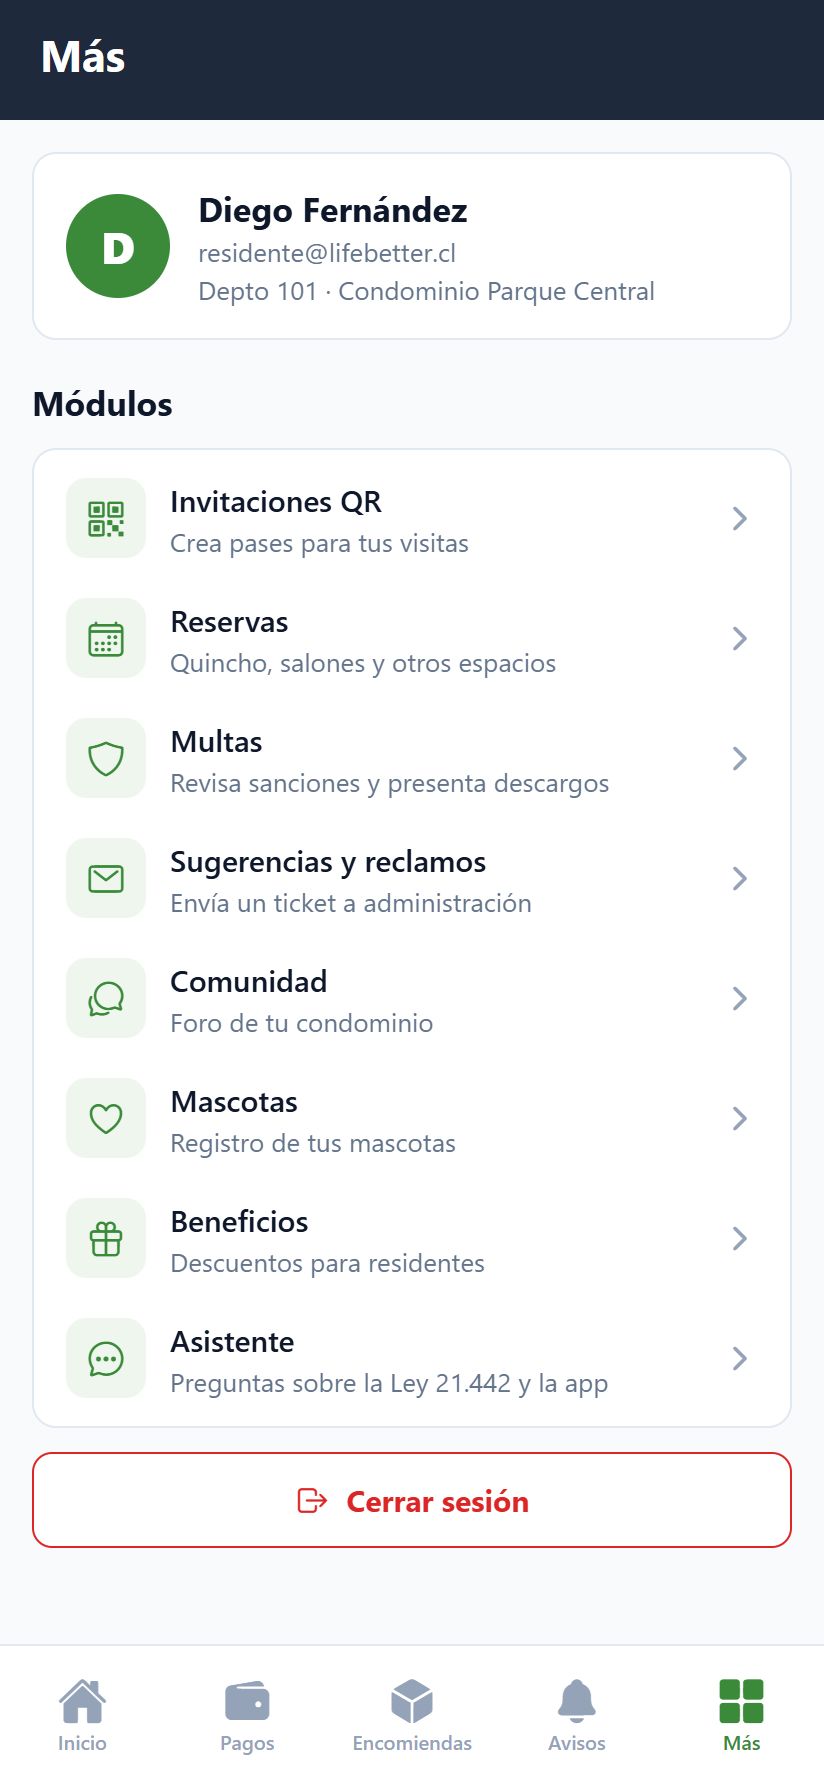 Más
D
Diego Fernández
residente@lifebetter.cl
Depto 101 · Condominio Parque Central
Módulos
Invitaciones QR
Crea pases para tus visitas
Reservas
Quincho, salones y otros espacios
Multas
Revisa sanciones y presenta descargos
Sugerencias y reclamos
Envía un ticket a administración
Comunidad
Foro de tu condominio
Mascotas
Registro de tus mascotas
Beneficios
Descuentos para residentes
Asistente
Preguntas sobre la Ley 21.442 y la app
Cerrar sesión
Inicio
Pagos
Encomiendas
Avisos
Más